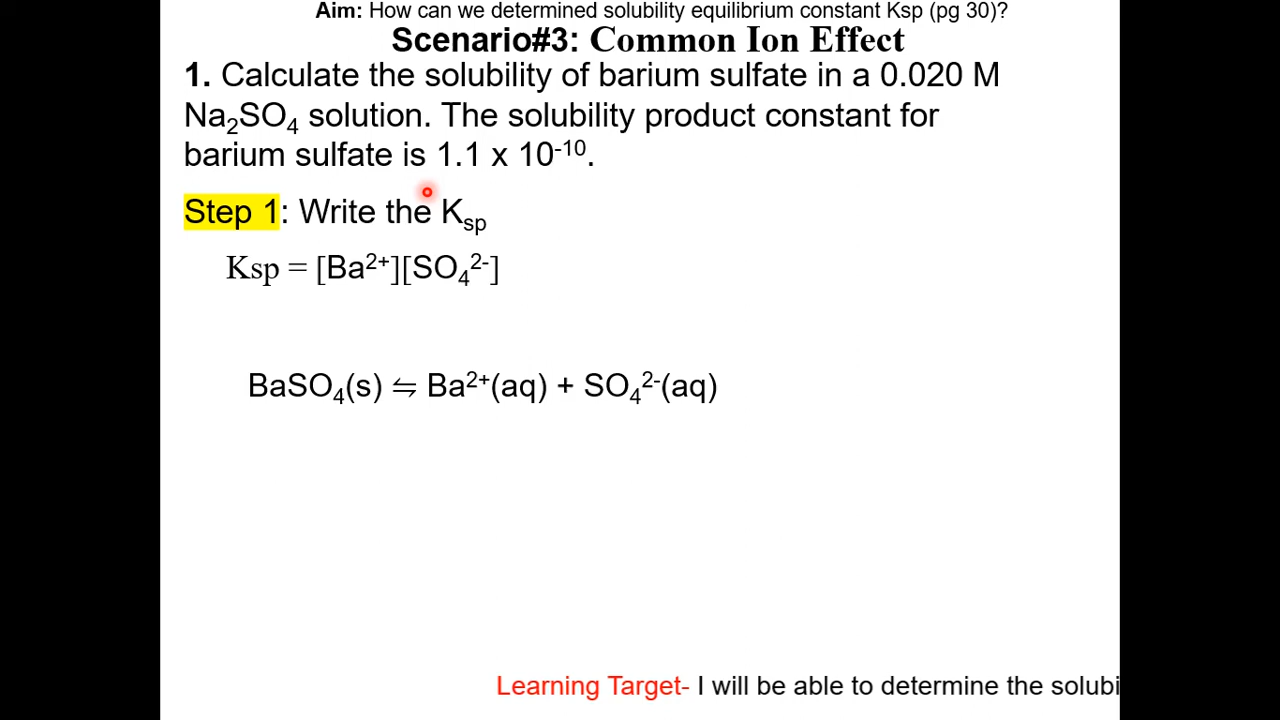 Aim: How can we determined solubility equilibrium constant Ksp (pg 30)?
Scenario#3: Common Ion Effect
1. Calculate the solubility of barium sulfate in a 0.020 M
Na₂SO₄ solution. The solubility product constant for
barium sulfate is 1.1 x 10⁻¹⁰.
Step 1: Write the Kₛₚ
Ksp = [Ba²⁺][SO₄²⁻]
BaSO₄(s) ⇋ Ba²⁺(aq) + SO₄²⁻(aq)
Learning Target- I will be able to determine the solubi